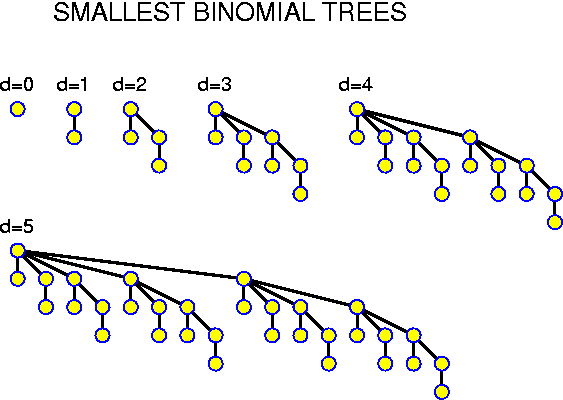 SMALLEST BINOMIAL TREES
d=0 d=1 d=2 d=3 d=4
d=5